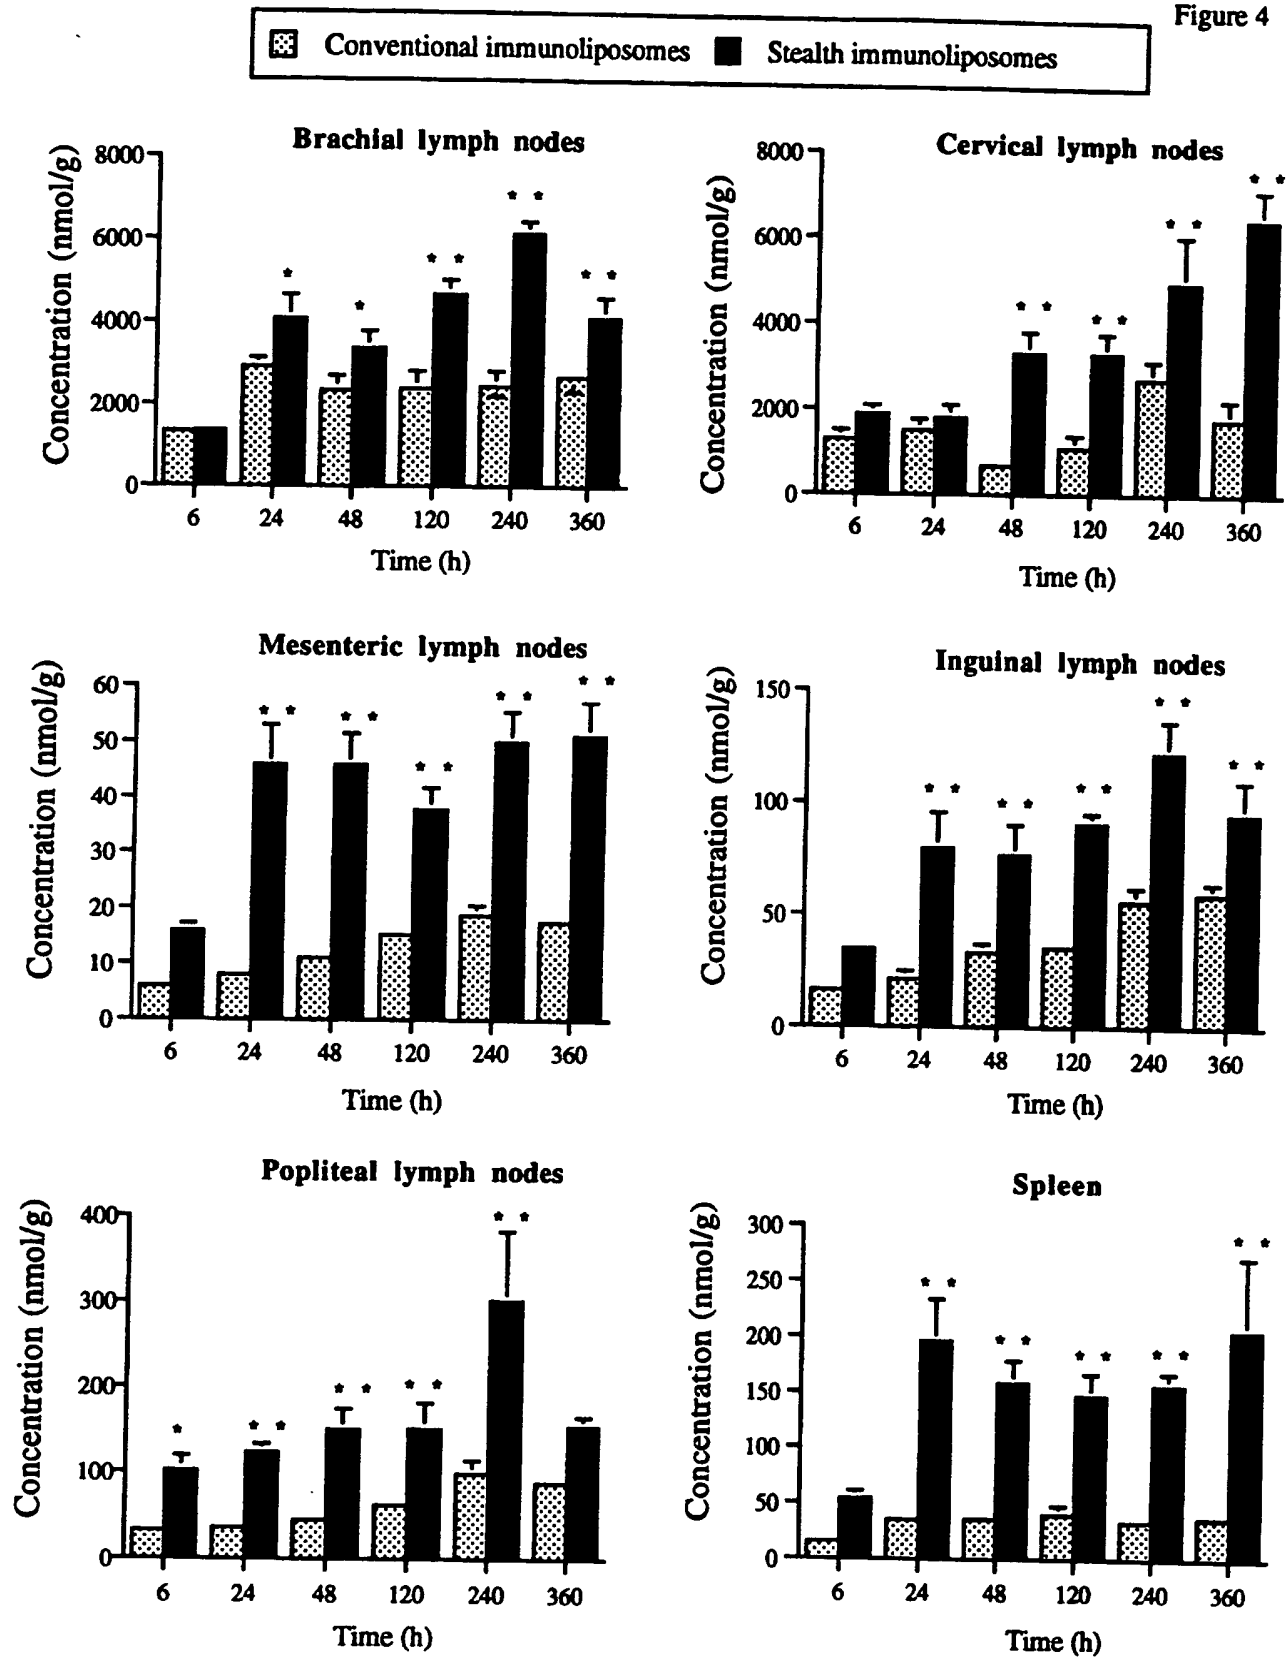 Figure 4
Conventional immunoliposomes Stealth immunoliposomes
Brachial lymph nodes
Concentration (nmol/g)
8000
6000
4000
2000
0
* * * * * * * *
6 24 48 120 240 360
Time (h)
Cervical lymph nodes
Concentration (nmol/g)
8000
6000
4000
2000
0
* * * * * * * *
6 24 48 120 240 360
Time (h)
Mesenteric lymph nodes
Concentration (nmol/g)
60
50
40
30
20
10
0
* * * * * * * * * *
6 24 48 120 240 360
Time (h)
Inguinal lymph nodes
Concentration (nmol/g)
150
100
50
0
* * * * * * * * * *
6 24 48 120 240 360
Time (h)
Popliteal lymph nodes
Concentration (nmol/g)
400
300
200
100
0
* * * * * * * * *
6 24 48 120 240 360
Time (h)
Spleen
Concentration (nmol/g)
300
250
200
150
100
50
0
* * * * * * * * * *
6 24 48 120 240 360
Time (h)